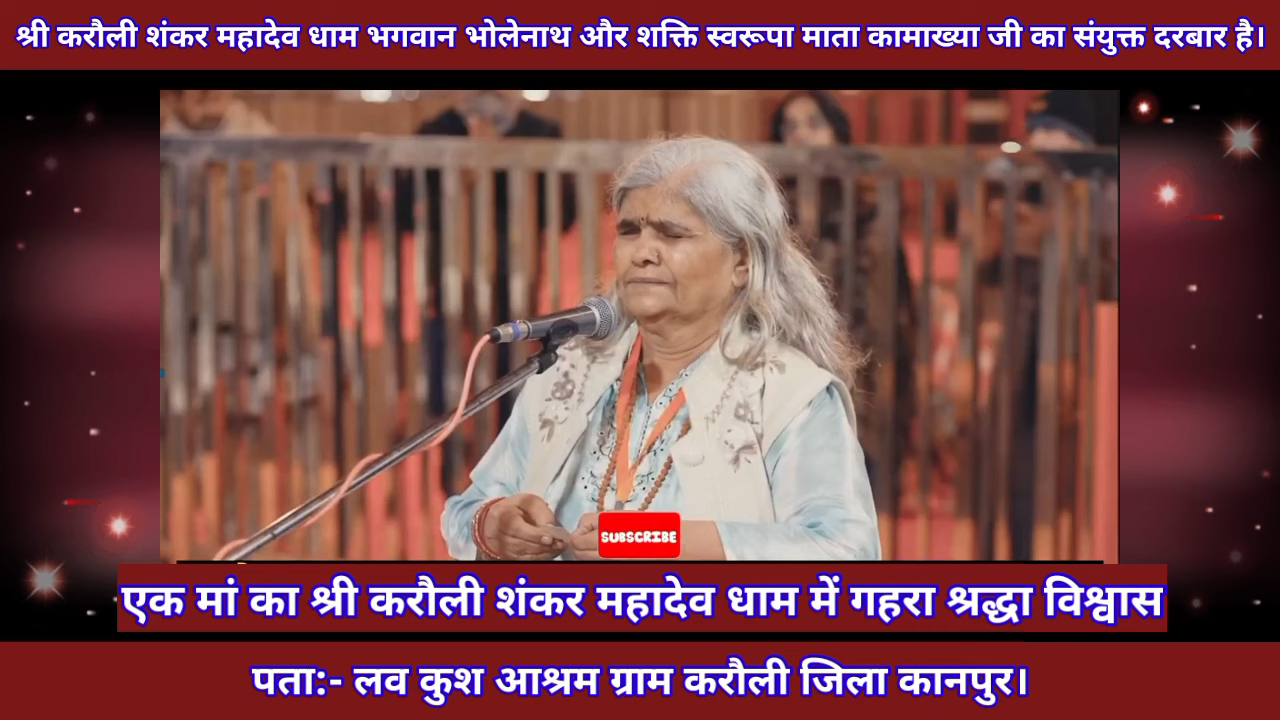 श्री करौली शंकर महादेव धाम भगवान भोलेनाथ और शक्ति स्वरूपा माता कामाख्या जी का संयुक्त दरबार है।
SUBSCRIBE
एक मां का श्री करौली शंकर महादेव धाम में गहरा श्रद्धा विश्वास
पता:- लव कुश आश्रम ग्राम करौली जिला कानपुर।